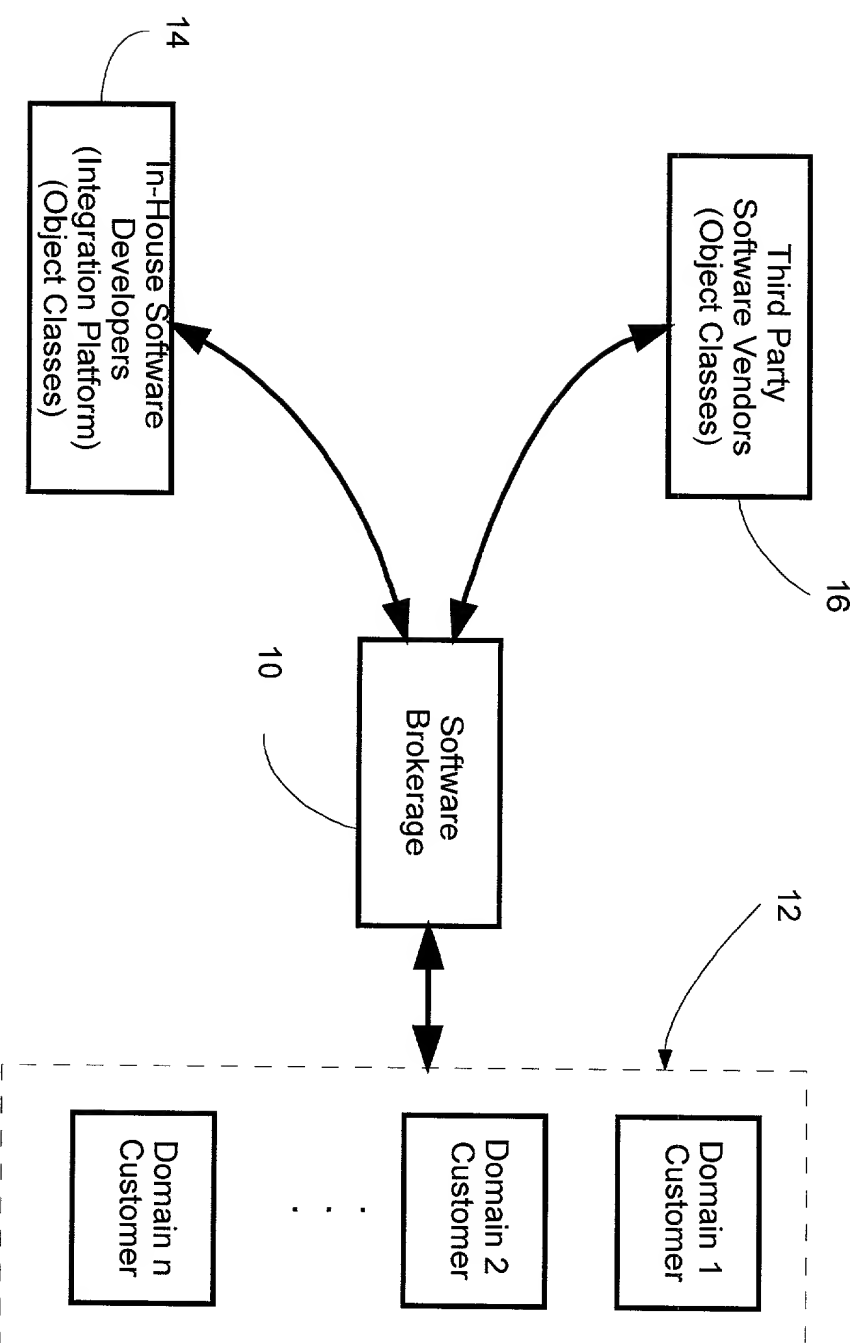 14
In-House Software
Developers
(Integration Platform)
(Object Classes)
Third Party
Software Vendors
(Object Classes)
16
10
Software
Brokerage
12
Domain 1
Customer
Domain 2
Customer
. . .
Domain n
Customer